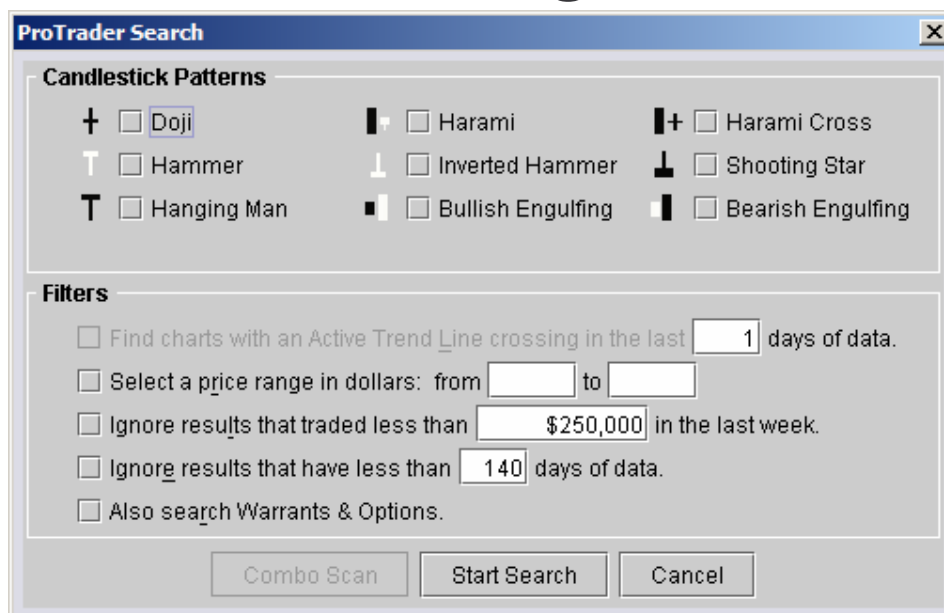 ProTrader Search
Candlestick Patterns
Doji Harami Harami Cross
Hammer Inverted Hammer Shooting Star
Hanging Man Bullish Engulfing Bearish Engulfing
Filters
Find charts with an Active Trend Line crossing in the last 1 days of data.
Select a price range in dollars: from to
Ignore results that traded less than $250,000 in the last week.
Ignore results that have less than 140 days of data.
Also search Warrants & Options.
Combo Scan Start Search Cancel